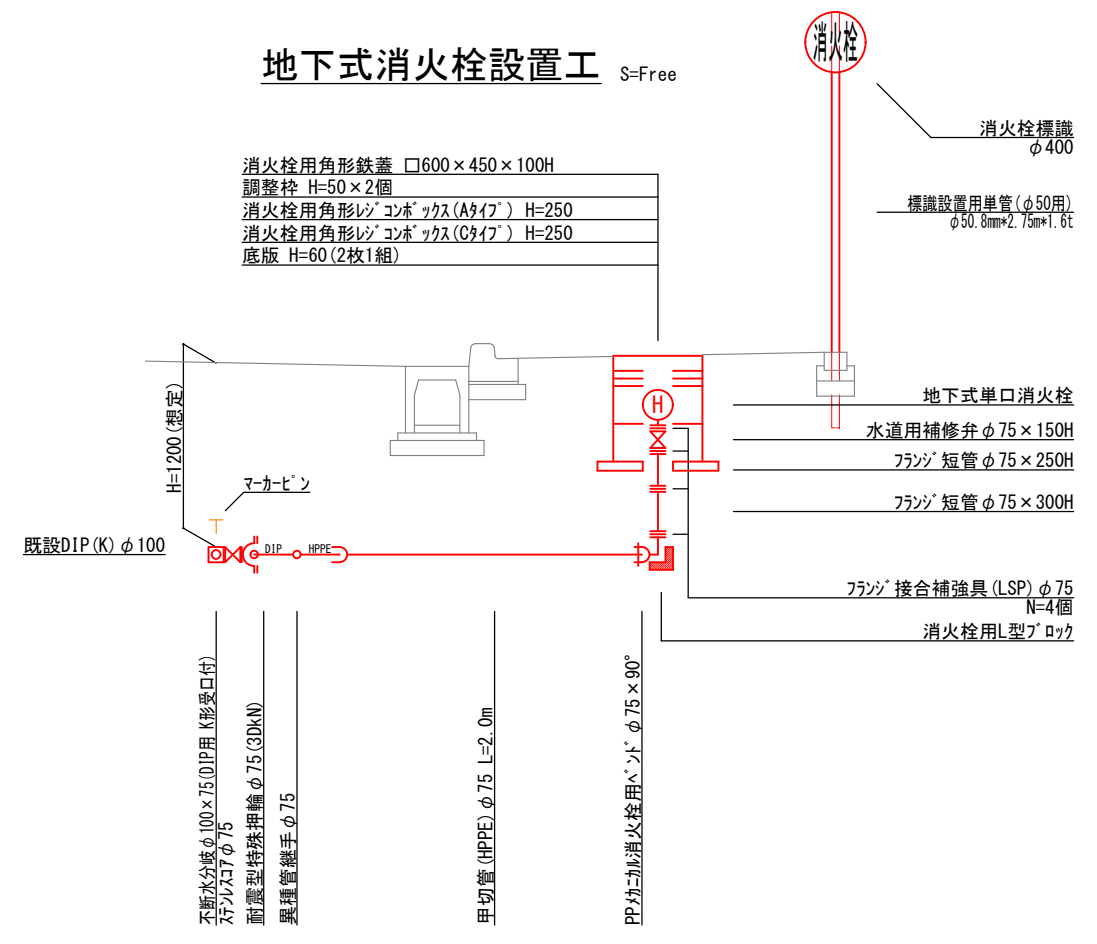 地下式消火栓設置工 S=Free
消火栓
消火栓標識
φ400
標識設置用単管(φ50用)
φ50.8mm*2.75m*1.6t
消火栓用角形鉄蓋 □600×450×100H
調整枠 H=50×2個
消火栓用角形ﾚｼﾞｺﾝﾎﾞｯｸｽ(Aﾀｲﾌﾟ) H=250
消火栓用角形ﾚｼﾞｺﾝﾎﾞｯｸｽ(Cﾀｲﾌﾟ) H=250
底版 H=60(2枚1組)
H=1200(想定)
マーカーピン
既設DIP(K)φ100
DIP
HPPE
H
地下式単口消火栓
水道用補修弁φ75×150H
ﾌﾗﾝｼﾞ短管φ75×250H
ﾌﾗﾝｼﾞ短管φ75×300H
ﾌﾗﾝｼﾞ接合補強具(LSP)φ75
N=4個
消火栓用L型ﾌﾞﾛｯｸ
不断水分岐φ100×75(DIP用 K形受口付)
ｽﾃﾝﾚｽｺｱφ75
耐震型特殊押輪φ75(3DkN)
異種管継手φ75
甲切管(HPPE)φ75 L=2.0m
PPﾒｶﾆｶﾙ消火栓用ﾍﾞﾝﾄﾞφ75×90°